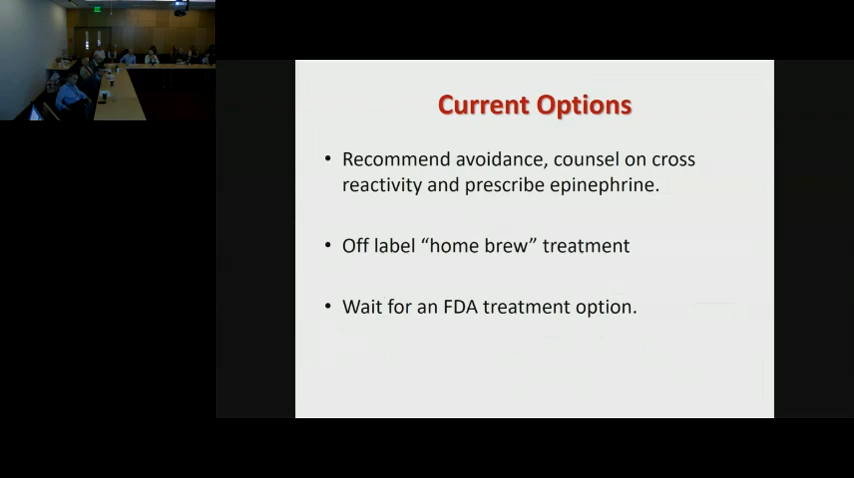 Current Options
• Recommend avoidance, counsel on cross
reactivity and prescribe epinephrine.
• Off label “home brew” treatment
• Wait for an FDA treatment option.